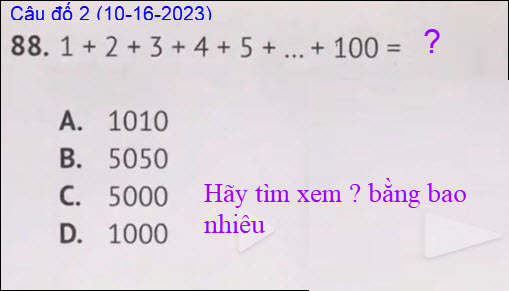 Câu đố 2 (10-16-2023)
88. 1 + 2 + 3 + 4 + 5 + ... + 100 = ?
A. 1010
B. 5050
C. 5000
D. 1000
Hãy tìm xem ? bằng bao
nhiêu